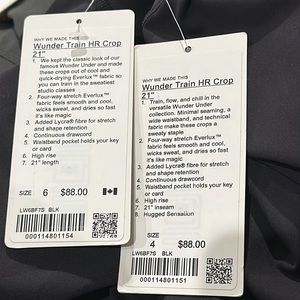 WHY WE MADE THIS
Wunder Train HR Crop
21"
1. We kept the classic look of our
famous Wunder Under and made
these crops out of cool and
quick-drying Everlux™ fabric so
you can train in the sweatiest
studio classes
2. Four-way stretch Everlux™
fabric feels smooth and cool,
wicks sweat, and dries so fast
it's like magic
3. Added Lycra® fibre for stretch
and shape retention
4. Continuous drawcord
5. Waistband pocket holds your key
or card
6. High rise
7. 21" length
SIZE 6 $88.00
LW6BF7S BLK
000114801154
WHY WE MADE THIS
Wunder Train HR Crop
21"
1. Train, flow, and chill in the
versatile Wunder Under
collection. Minimal seaming, a
wide waistband, and technical
fabric make these crops a
sweaty staple
2. Four-way stretch Everlux™
fabric feels smooth and cool,
wicks sweat, and dries so fast
it's like magic
3. Added Lycra® fibre for stretch
and shape retention
4. Continuous drawcord
5. Waistband pocket holds your
key or card
6. High rise
7. 21" inseam
8. Hugged Sensation
SIZE
4 $88.00
LW6BF7S BLK
000114801151